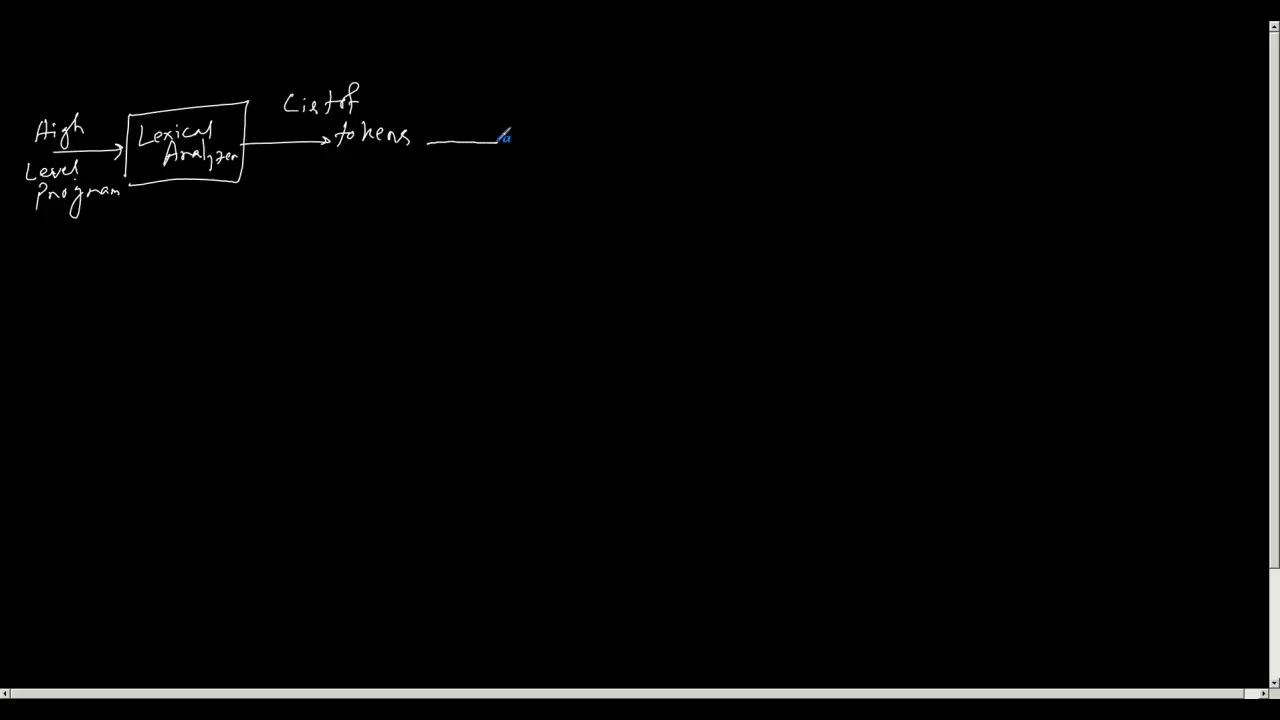 High
Level
Program
Lexical
Analyzer
List of
tokens